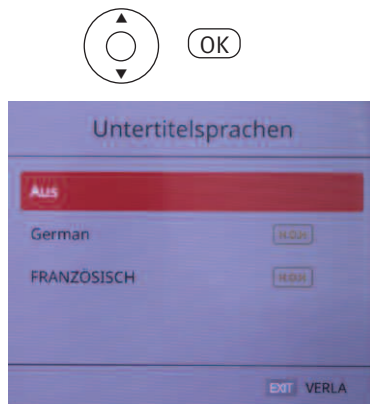 OK
Untertitelsprachen
Aus
German H.O.H
FRANZÖSISCH H.O.H
EXIT VERLA